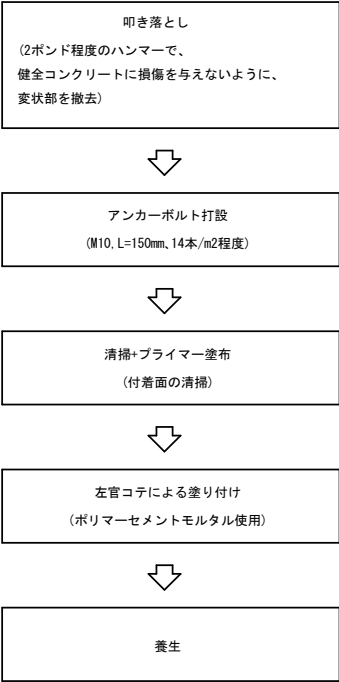 叩き落とし
(2ポンド程度のハンマーで、
健全コンクリートに損傷を与えないように、
変状部を撤去)
アンカーボルト打設
(M10,L=150mm、14本/m2程度)
清掃+プライマー塗布
(付着面の清掃)
左官コテによる塗り付け
(ポリマーセメントモルタル使用)
養生